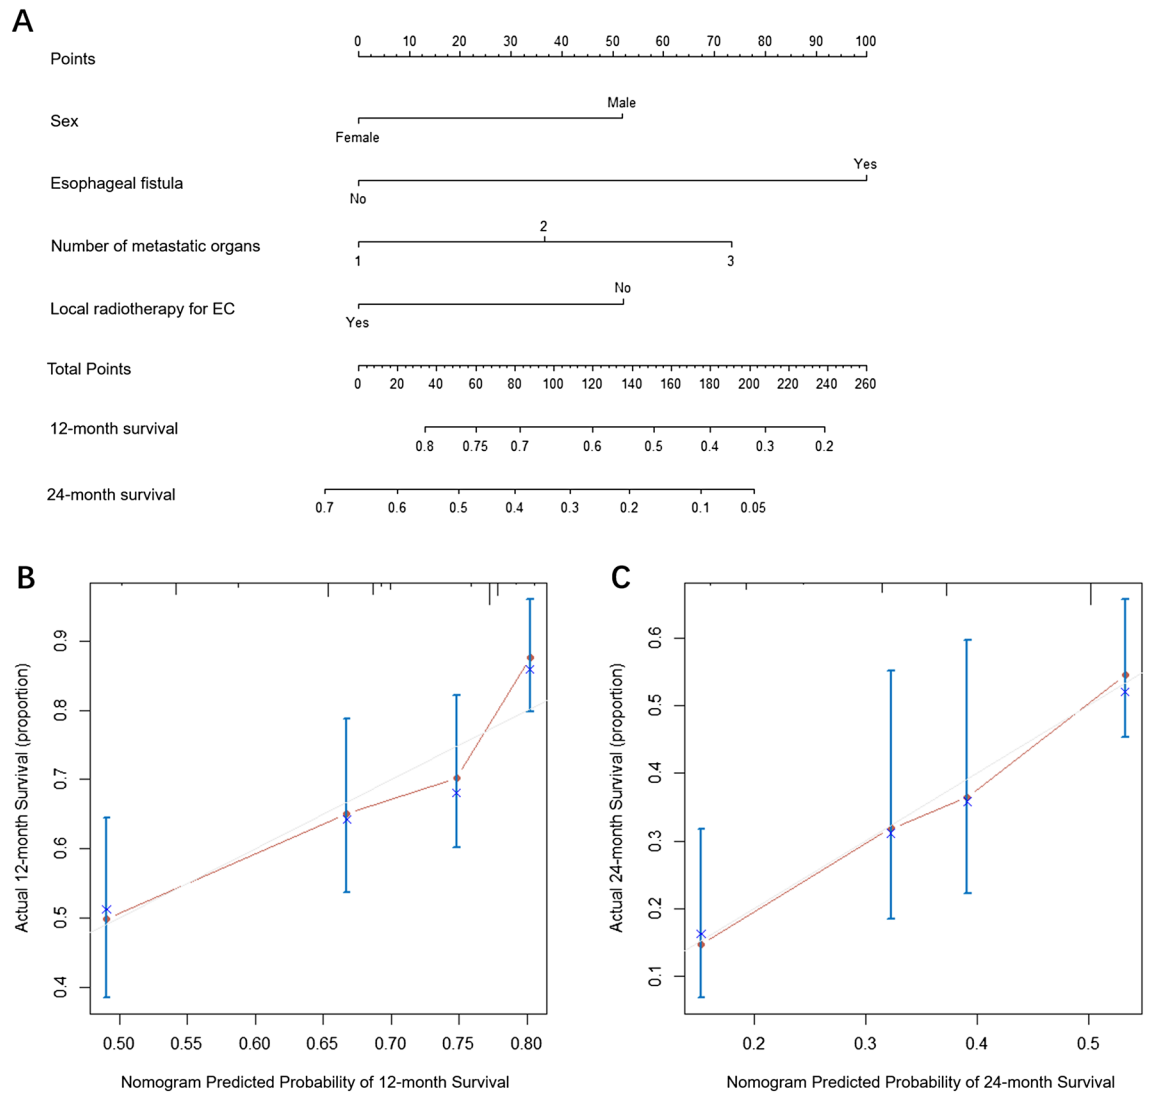 A
0 10 20 30 40 50 60 70 80 90 100
Points
Male
Sex
Female
Yes
Esophageal fistula
No
2
Number of metastatic organs
1 3
No
Local radiotherapy for EC
Yes
Total Points
0 20 40 60 80 100 120 140 160 180 200 220 240 260
12-month survival
0.8 0.75 0.7 0.6 0.5 0.4 0.3 0.2
24-month survival
0.7 0.6 0.5 0.4 0.3 0.2 0.1 0.05
B
Actual 12-month Survival (proportion)
0.9
0.8
0.7
0.6
0.5
0.4
0.50 0.55 0.60 0.65 0.70 0.75 0.80
Nomogram Predicted Probability of 12-month Survival
C
Actual 24-month Survival (proportion)
0.6
0.5
0.4
0.3
0.2
0.1
0.2 0.3 0.4 0.5
Nomogram Predicted Probability of 24-month Survival